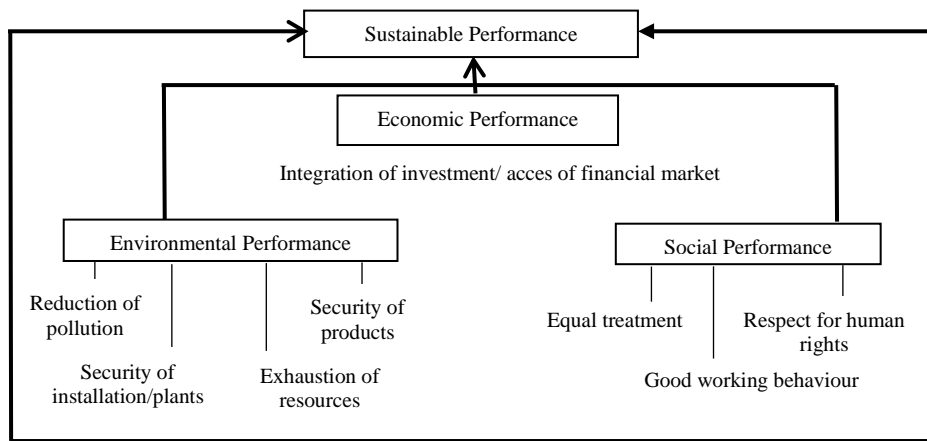 Sustainable Performance
Economic Performance
Integration of investment/ acces of financial market
Environmental Performance
Social Performance
Reduction of
pollution
Security of
installation/plants
Exhaustion of
resources
Security of
products
Equal treatment
Good working behaviour
Respect for human
rights